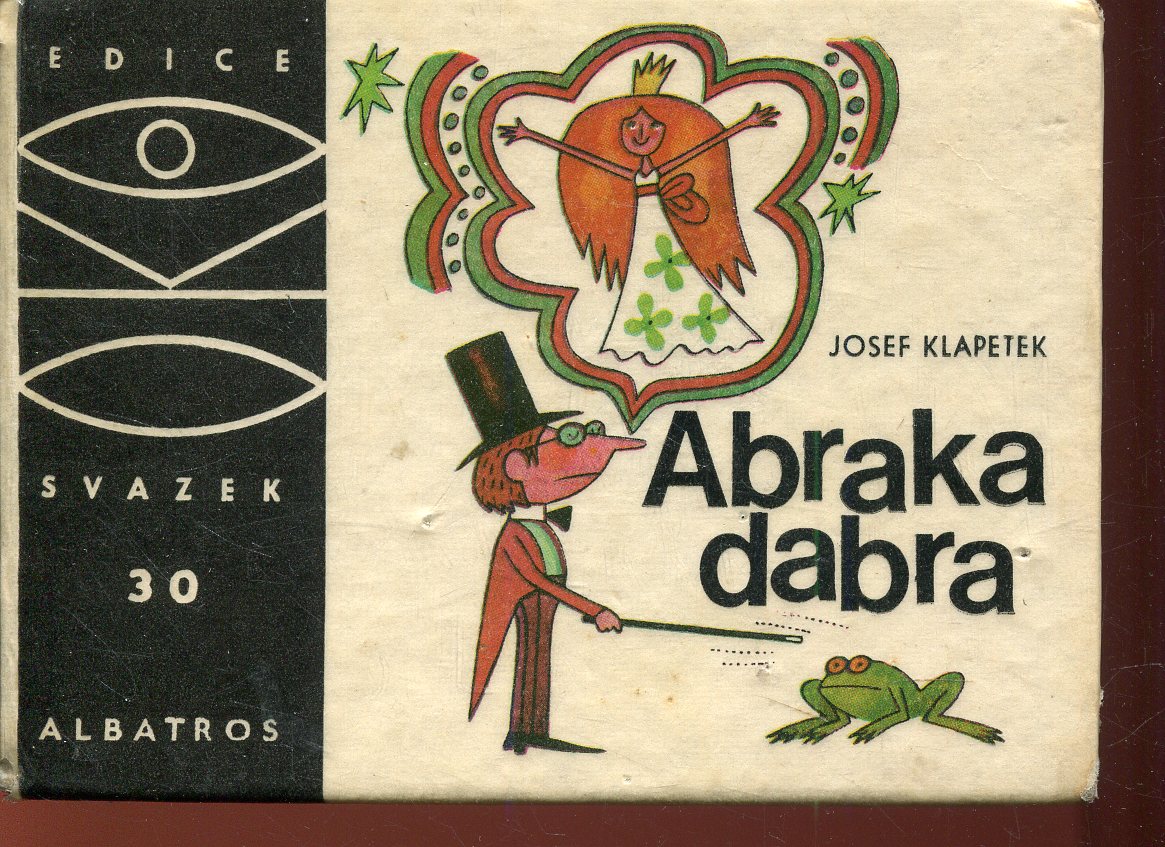 EDICE
SVAZEK
30
ALBATROS
JOSEF KLAPETEK
Abraka
dabra